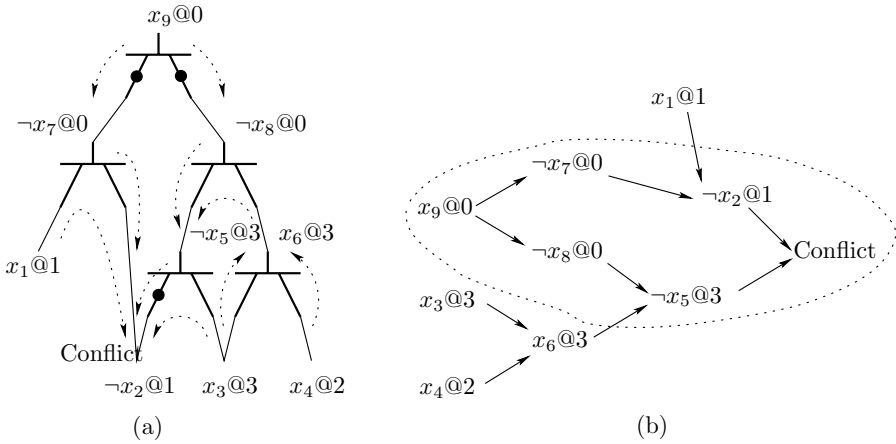 x₉@0
¬x₇@0 ¬x₈@0
x₁@1 ¬x₅@3 x₆@3
Conflict
¬x₂@1 x₃@3 x₄@2
(a)
x₁@1
¬x₇@0
x₉@0 ¬x₂@1
¬x₈@0 Conflict
x₃@3 ¬x₅@3
x₆@3
x₄@2
(b)